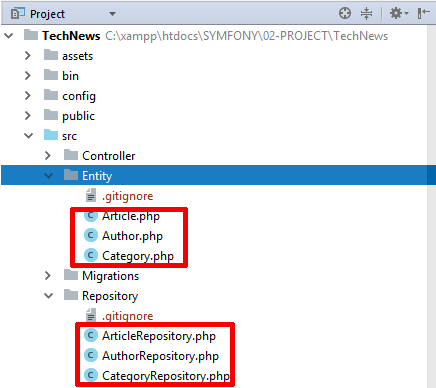 Project
TechNews C:\xampp\htdocs\SYMFONY\02-PROJECT\TechNews
assets
bin
config
public
src
Controller
Entity
.gitignore
Article.php
Author.php
Category.php
Migrations
Repository
.gitignore
ArticleRepository.php
AuthorRepository.php
CategoryRepository.php